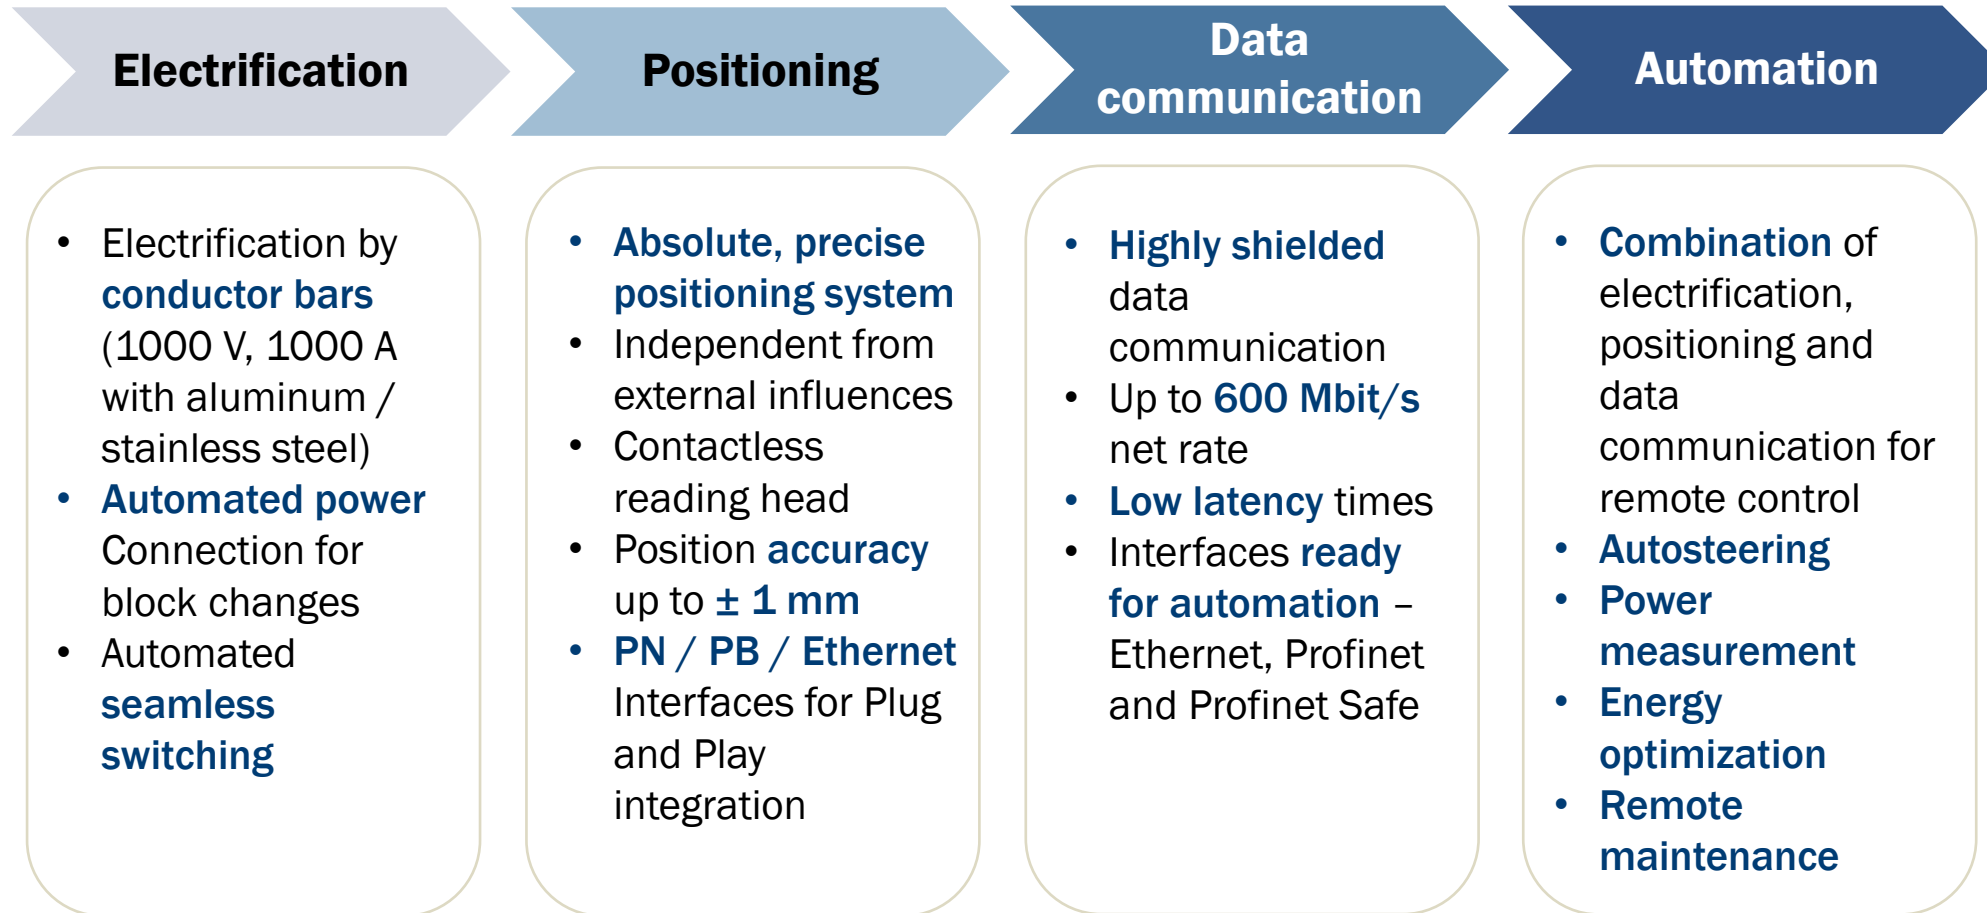 Electrification
• Electrification by
conductor bars
(1000 V, 1000 A
with aluminum /
stainless steel)
• Automated power
Connection for
block changes
• Automated
seamless
switching
Positioning
• Absolute, precise
positioning system
• Independent from
external influences
• Contactless
reading head
• Position accuracy
up to ± 1 mm
• PN / PB / Ethernet
Interfaces for Plug
and Play
integration
Data
communication
• Highly shielded
data
communication
• Up to 600 Mbit/s
net rate
• Low latency times
• Interfaces ready
for automation –
Ethernet, Profinet
and Profinet Safe
Automation
• Combination of
electrification,
positioning and
data
communication for
remote control
• Autosteering
• Power
measurement
• Energy
optimization
• Remote
maintenance